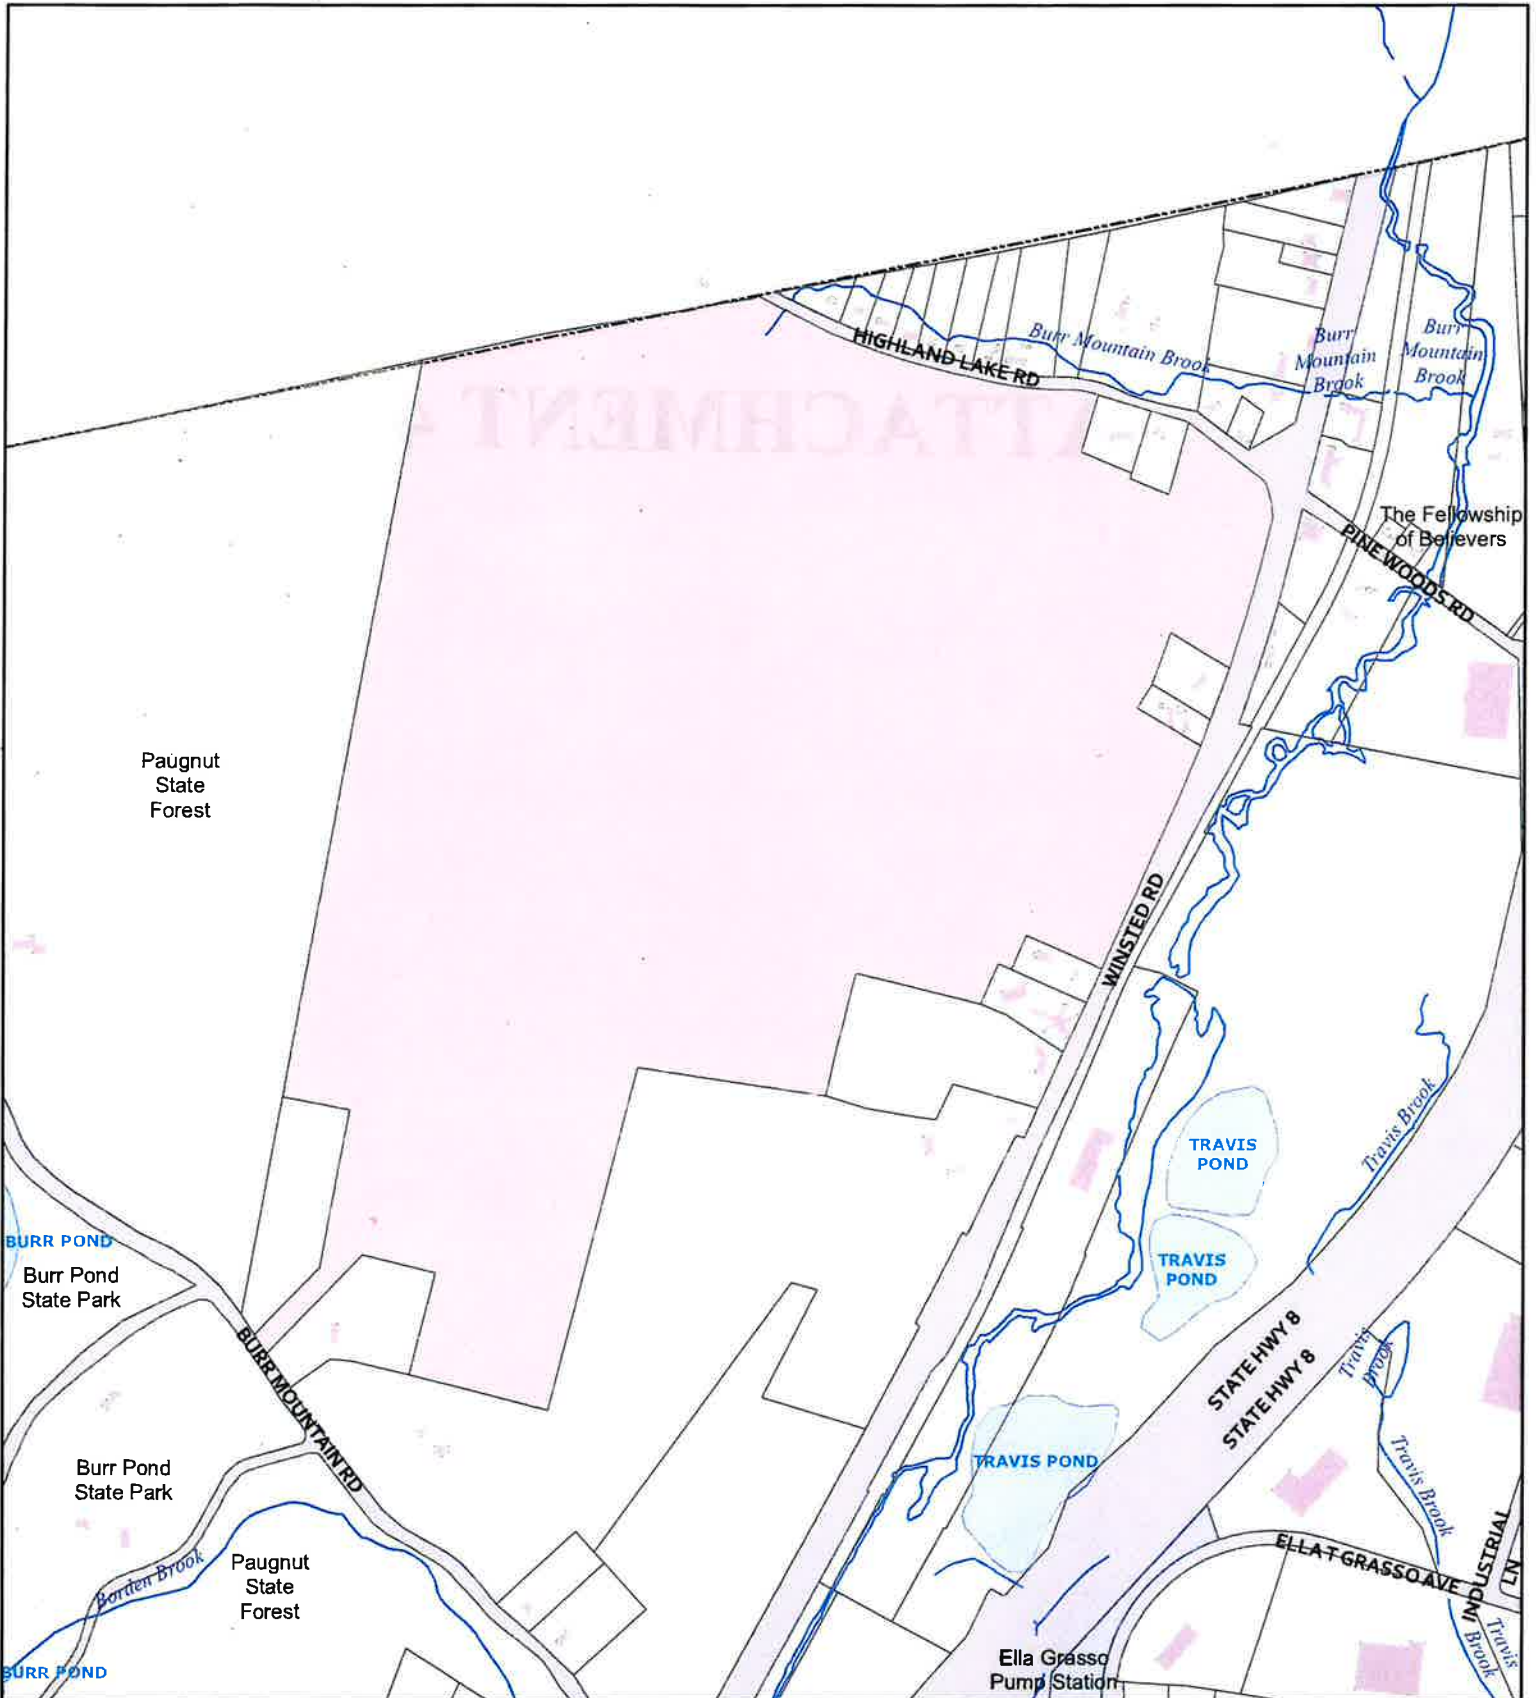 Burr Mountain Brook
Burr
Mountain
Brook
Burr
Mountain
Brook
HIGHLAND LAKE RD
ATTACHMENT 4
The Fellowship
of Believers
PINE WOODS RD
Paugnut
State
Forest
WINSTED RD
TRAVIS
POND
Travis Brook
BURR POND
Burr Pond
State Park
TRAVIS
POND
STATE HWY 8
STATE HWY 8
Travis
Brook
BURR MOUNTAIN RD
Burr Pond
State Park
TRAVIS POND
Travis Brook
Borden Brook
Paugnut
State
Forest
ELLA T GRASSO AVE
INDUSTRIAL
LN
Travis
Brook
Ella Grasso
Pump Station
BURR POND